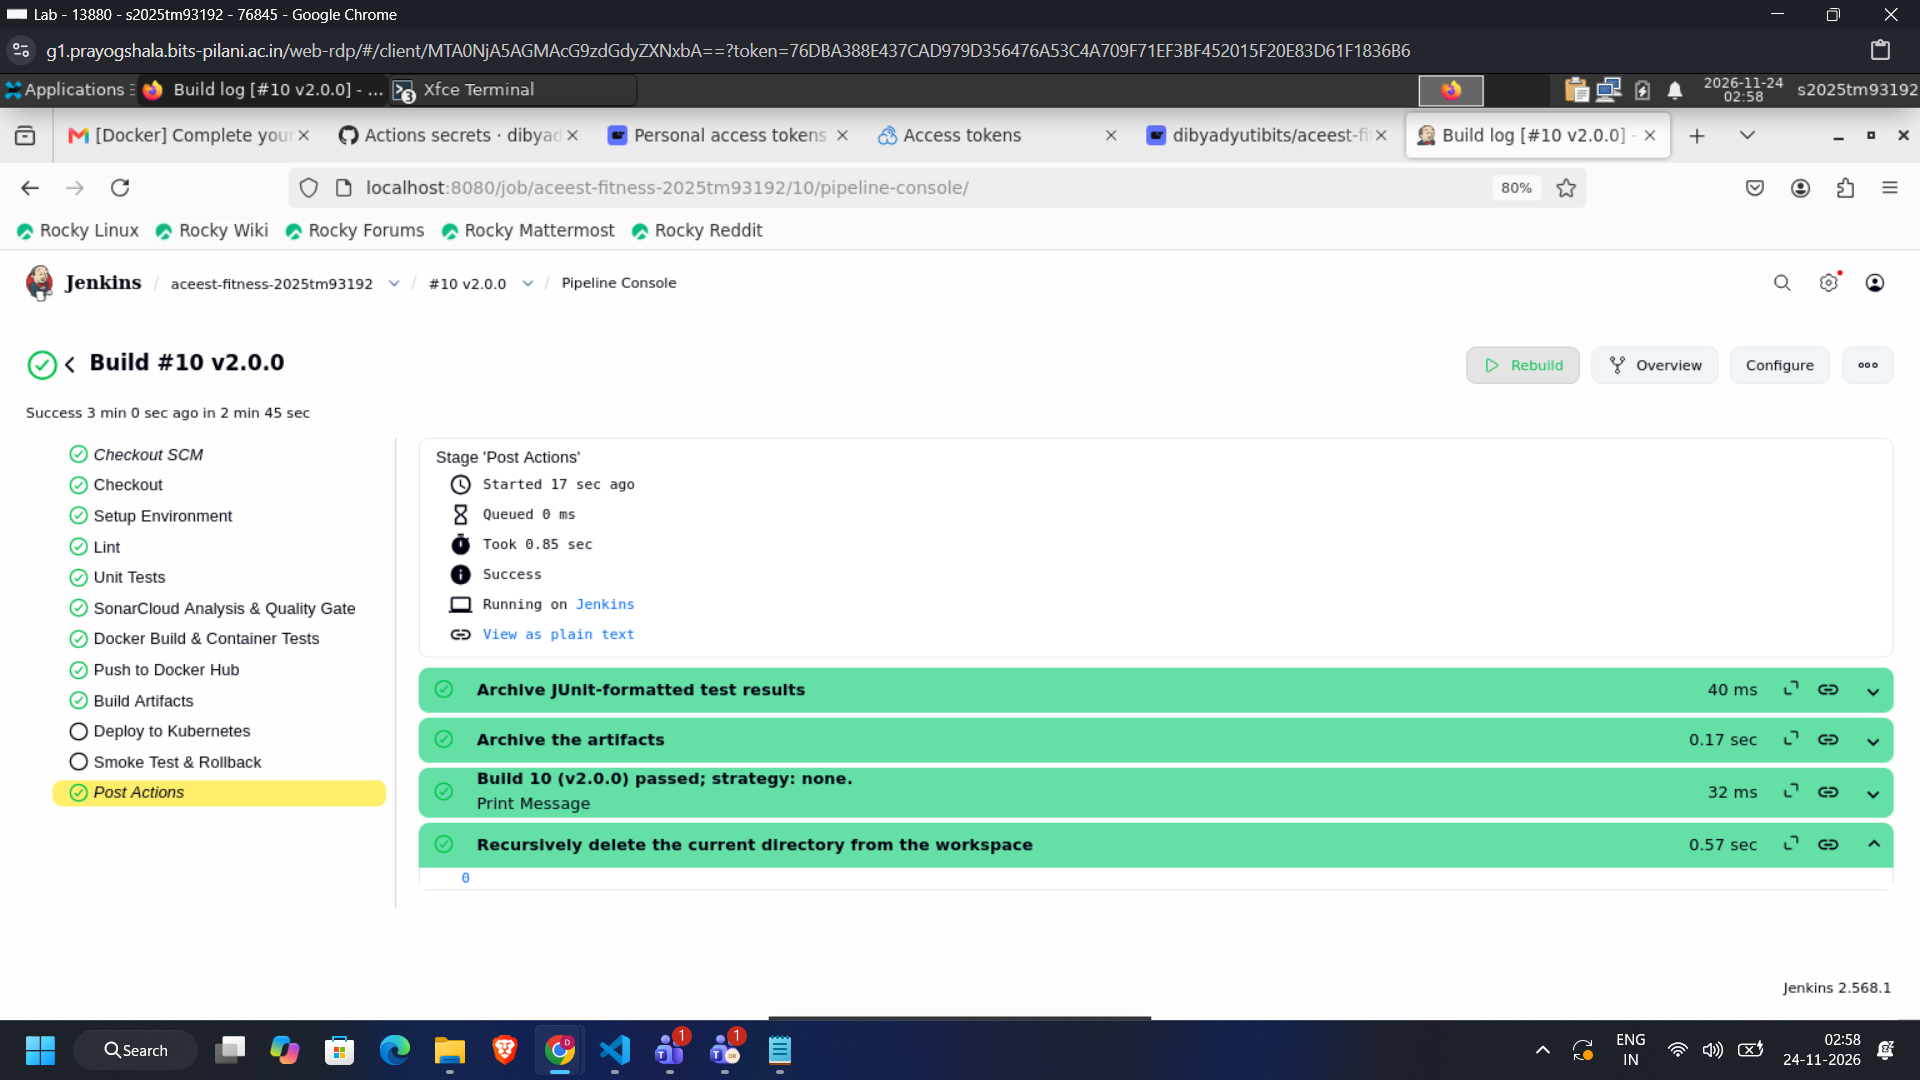 Lab - 13880 - s2025tm93192 - 76845 - Google Chrome
g1.prayogshala.bits-pilani.ac.in/web-rdp/#/client/MTA0NjA5AGMAcG9zdGdyZXNxbA==?token=76DBA388E437CAD979D356476A53C4A709F71EF3BF452015F20E83D61F1836B6
Applications
Build log [#10 v2.0.0] - ...
3
Xfce Terminal
2026-11-24
02:58
s2025tm93192
[Docker] Complete your
Actions secrets · dibyad
Personal access tokens
Access tokens
dibyadyutibits/aceest-fi
Build log [#10 v2.0.0] -
localhost:8080/job/aceest-fitness-2025tm93192/10/pipeline-console/
80%
Rocky Linux
Rocky Wiki
Rocky Forums
Rocky Mattermost
Rocky Reddit
Jenkins / aceest-fitness-2025tm93192 / #10 v2.0.0 / Pipeline Console
Build #10 v2.0.0
Rebuild
Overview
Configure
Success 3 min 0 sec ago in 2 min 45 sec
Checkout SCM
Checkout
Setup Environment
Lint
Unit Tests
SonarCloud Analysis & Quality Gate
Docker Build & Container Tests
Push to Docker Hub
Build Artifacts
Deploy to Kubernetes
Smoke Test & Rollback
Post Actions
Stage 'Post Actions'
Started 17 sec ago
Queued 0 ms
Took 0.85 sec
Success
Running on Jenkins
View as plain text
Archive JUnit-formatted test results 40 ms
Archive the artifacts 0.17 sec
Build 10 (v2.0.0) passed; strategy: none.
Print Message
32 ms
Recursively delete the current directory from the workspace 0.57 sec
0
Jenkins 2.568.1
Search
D
1
1
ENG
IN
02:58
24-11-2026